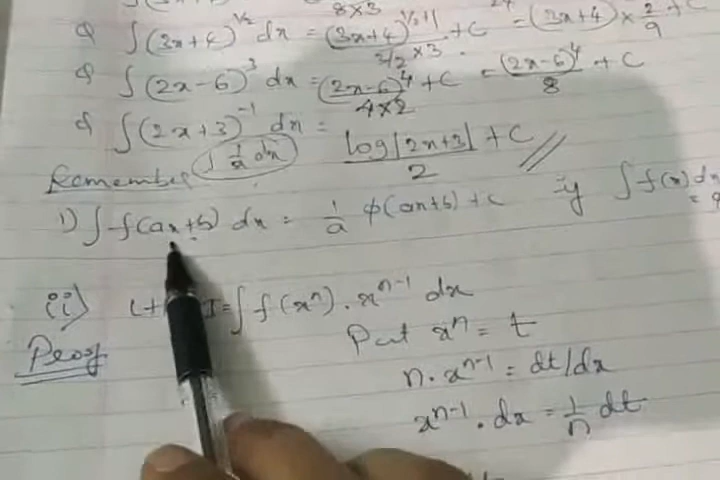 8×3
Q ∫(3x+4)^1/2 dx = (3x+4)^1/2+1 / 3/2 ×3 + C = (3x+4) × 2/9 + C
Q ∫(2x-6)^3 dx = (2x-6)^4 / 4×2 + C = (2x-6)^4 / 8 + C
Q ∫(2x+3)^-1 dx = log|2x+3| / 2 + C
Remember ∫ 1/x dx
1) ∫f(ax+b) dx = 1/a φ(ax+b) + c if ∫f(x) dx =
(ii) I = ∫f(x^n) . x^n-1 dx
Proof Put x^n = t
n. x^n-1 = dt/dx
x^n-1 . dx = 1/n dt